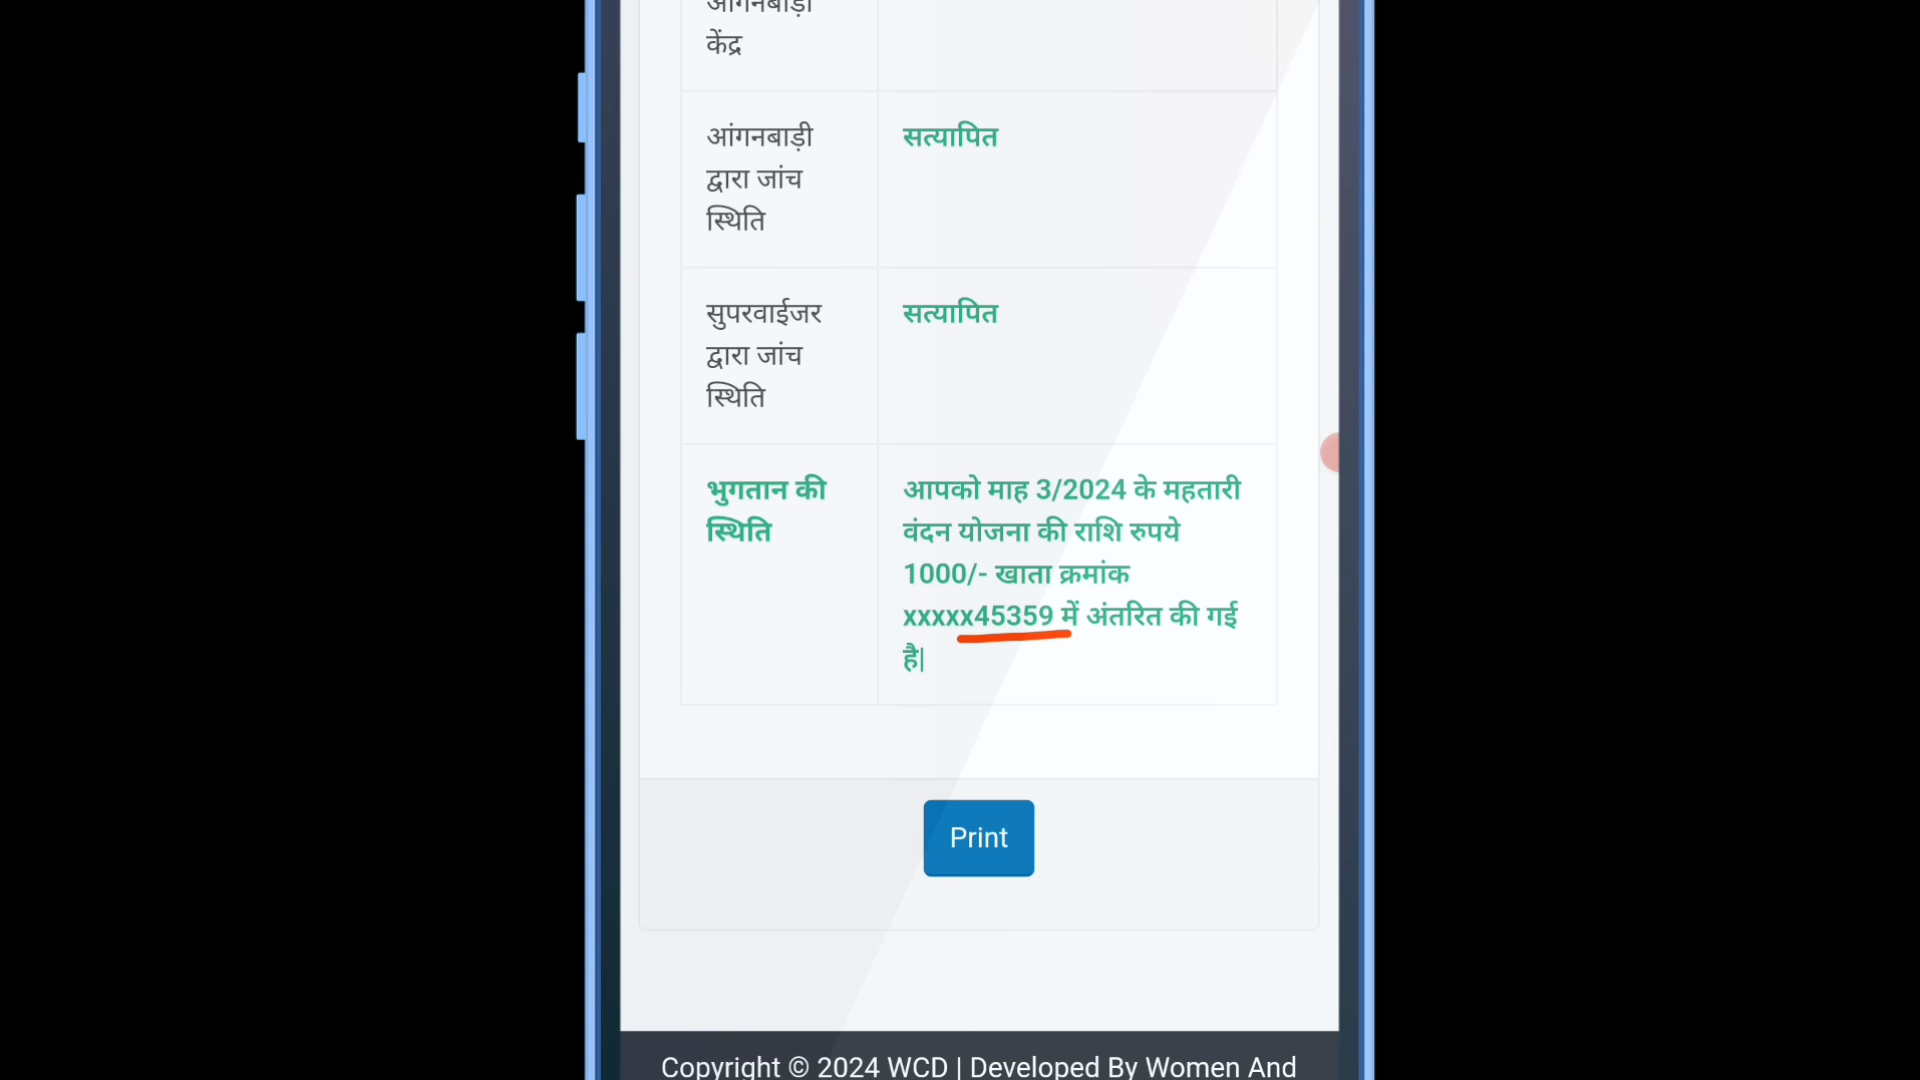 आंगनबाड़ी
केंद्र
आंगनबाड़ी
द्वारा जांच
स्थिति
सत्यापित
सुपरवाईजर
द्वारा जांच
स्थिति
सत्यापित
भुगतान की
स्थिति
आपको माह 3/2024 के महतारी
वंदन योजना की राशि रुपये
1000/- खाता क्रमांक
xxxxx45359 में अंतरित की गई
है|
Print
Copyright © 2024 WCD | Developed By Women And